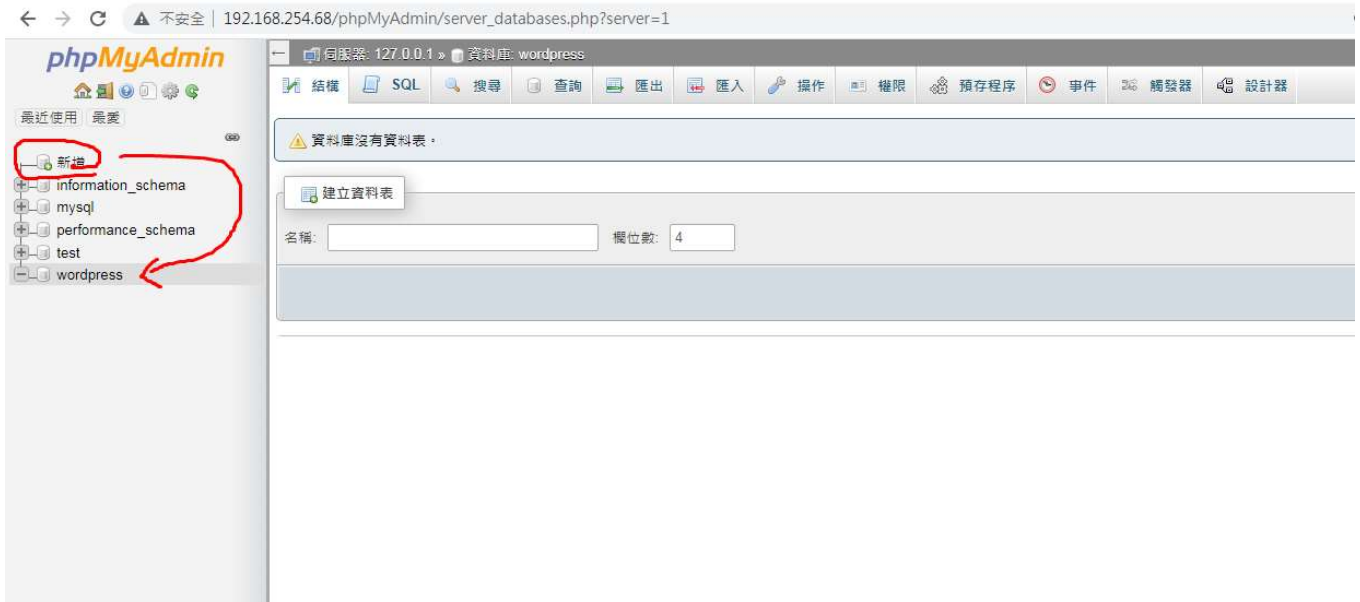 不安全 | 192.168.254.68/phpMyAdmin/server_databases.php?server=1
phpMyAdmin
最近使用 最愛
新增
information_schema
mysql
performance_schema
test
wordpress
伺服器: 127.0.0.1 » 資料庫: wordpress
結構 SQL 搜尋 查詢 匯出 匯入 操作 權限 預存程序 事件 觸發器 設計器
資料庫沒有資料表。
建立資料表
名稱: 欄位數: 4